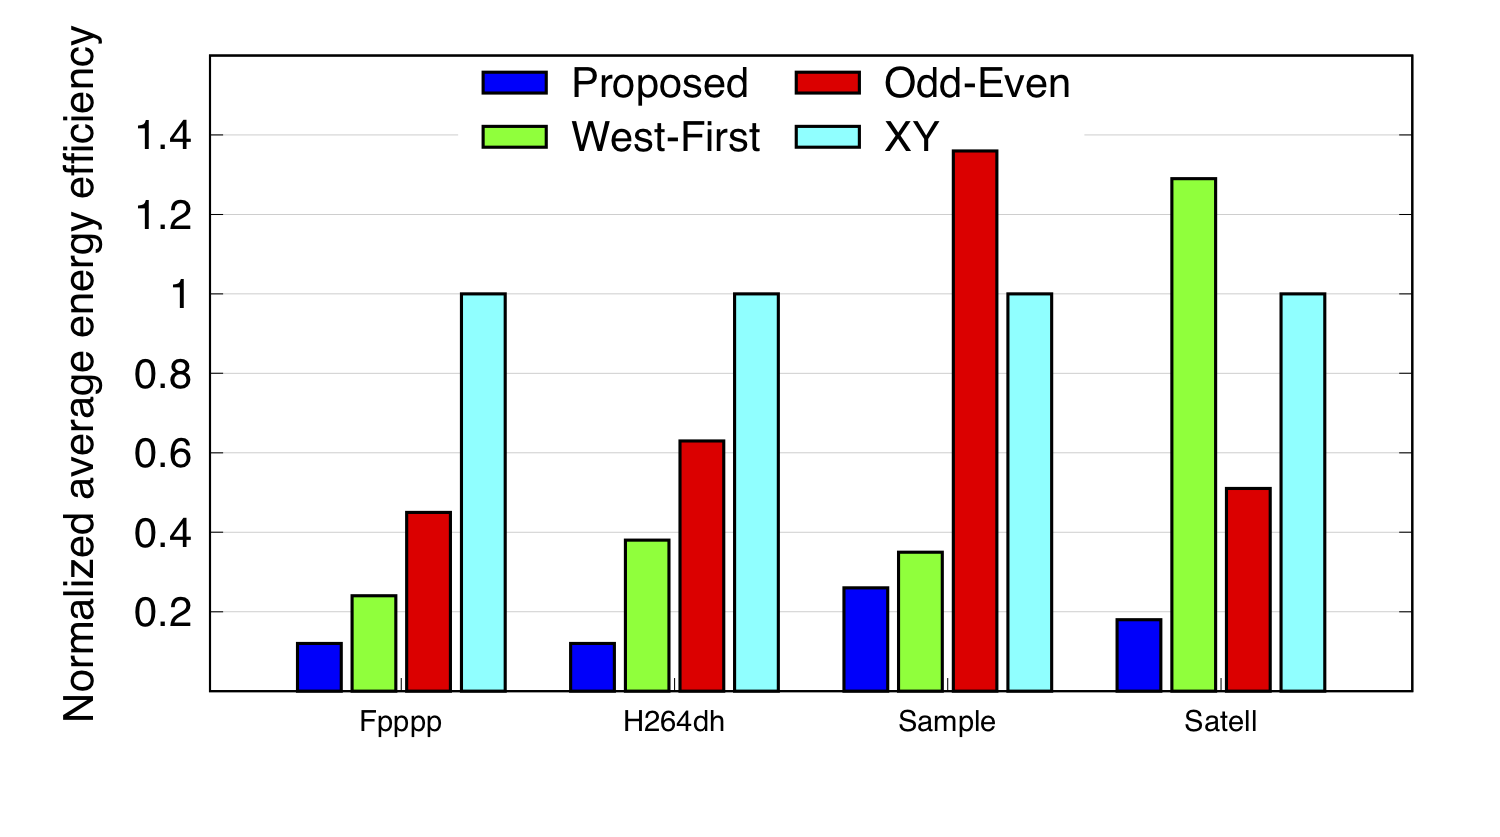 Normalized average energy efficiency
Proposed
Odd-Even
West-First
XY
1.4
1.2
1
0.8
0.6
0.4
0.2
Fpppp
H264dh
Sample
Satell